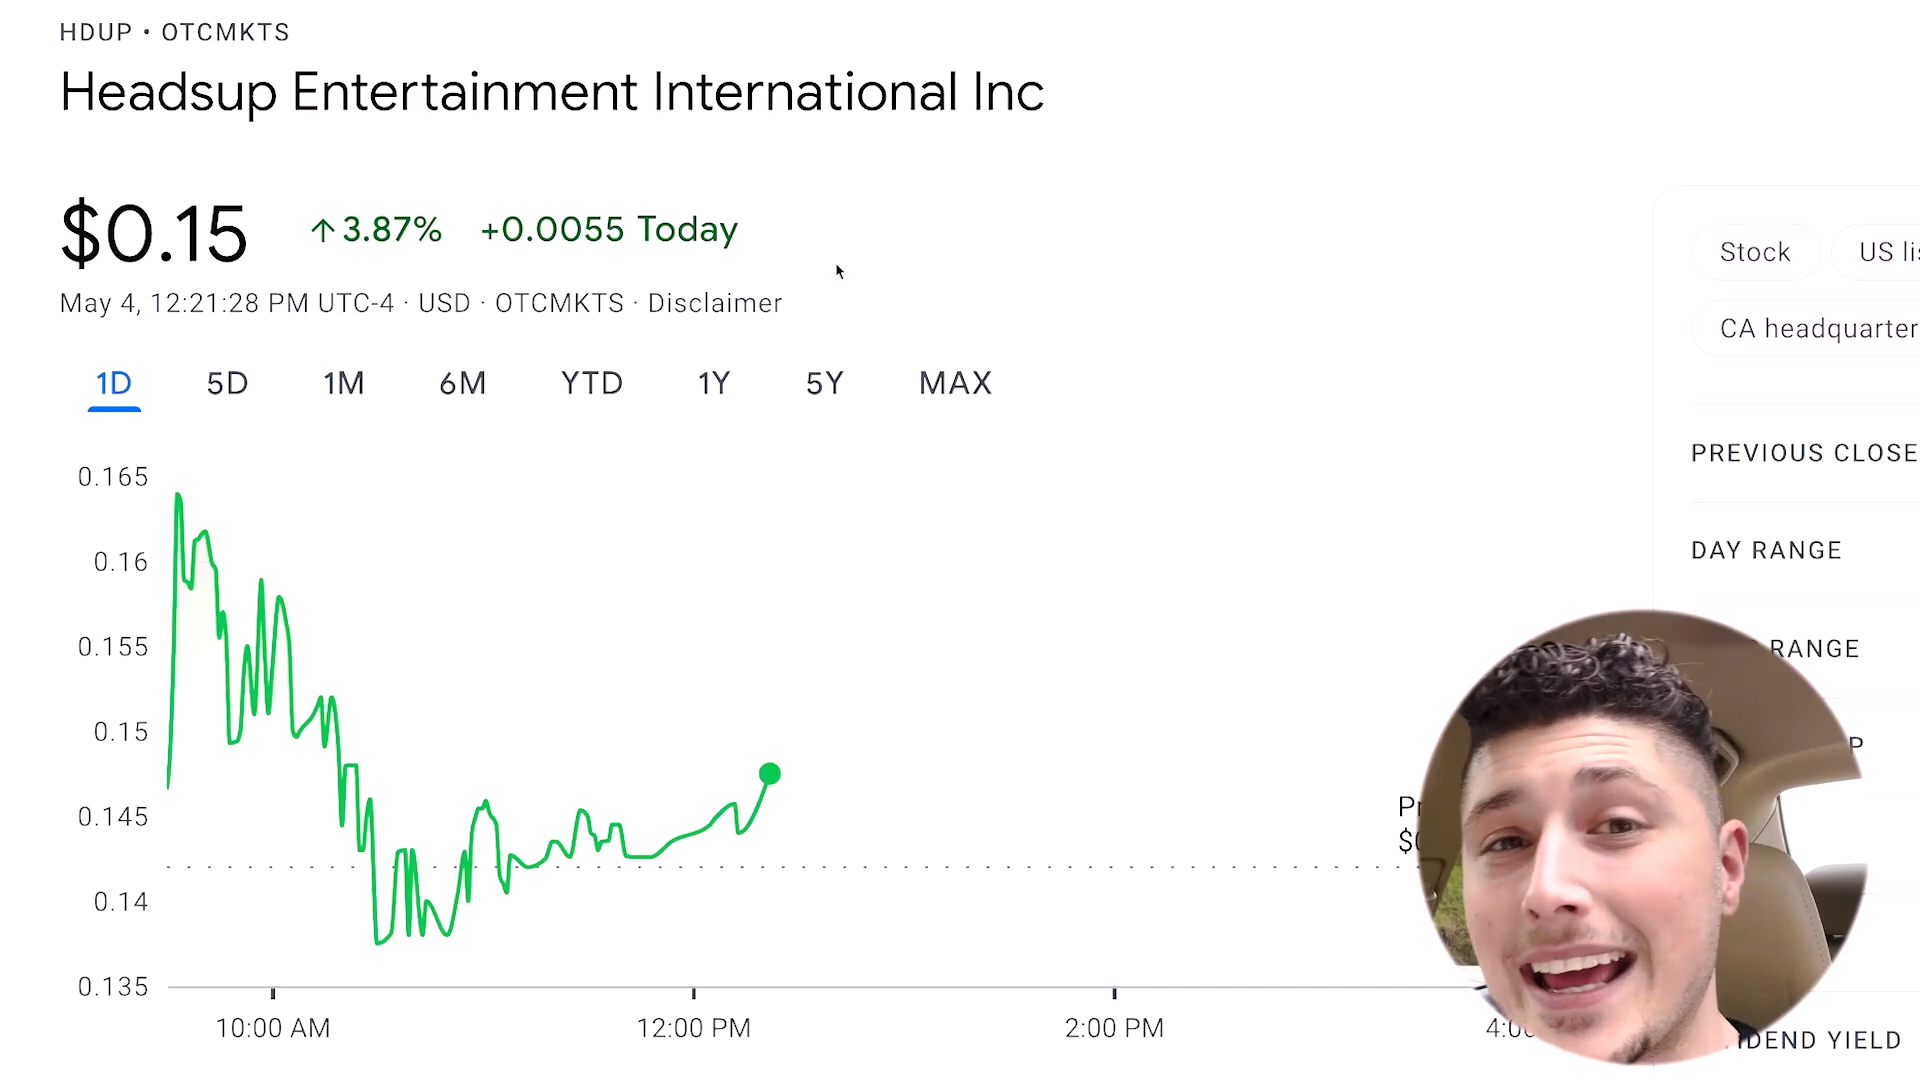 HDUP • OTCMKTS
Headsup Entertainment International Inc
$0.15 ↑3.87% +0.0055 Today
May 4, 12:21:28 PM UTC-4 · USD · OTCMKTS · Disclaimer
1D 5D 1M 6M YTD 1Y 5Y MAX
Stock US
CA
PREVIOUS CLOSE
DAY RANGE
RANGE
YIELD
0.165
0.16
0.155
0.15
0.145
0.14
0.135
10:00 AM 12:00 PM 2:00 PM